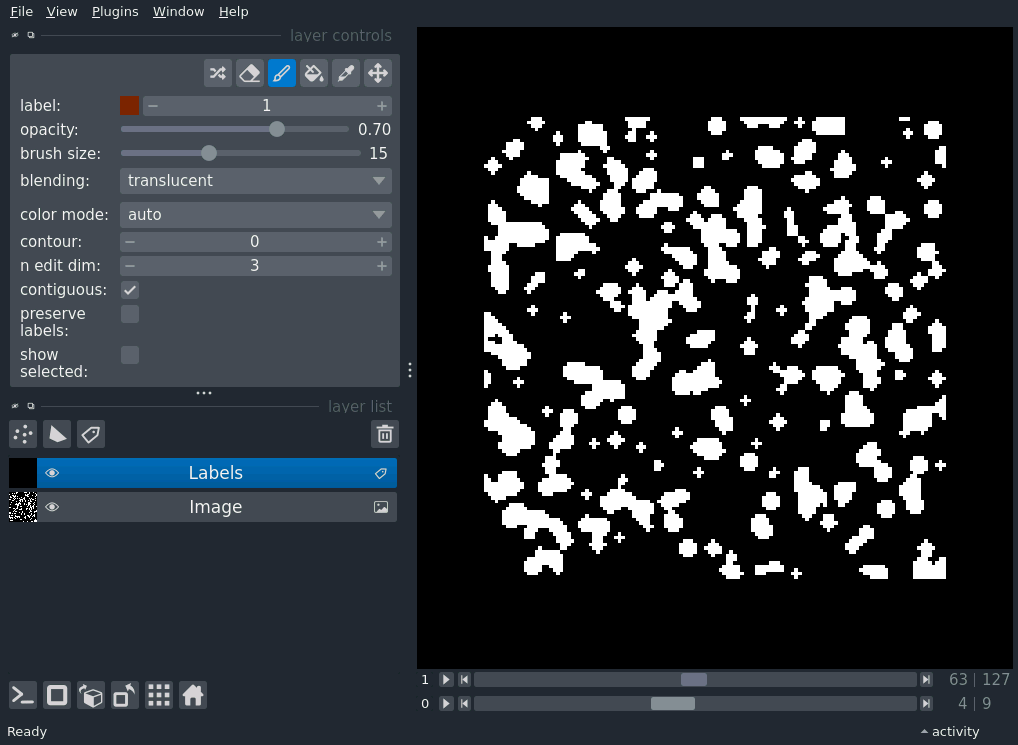 File View Plugins Window Help
layer controls
label: 1
opacity: 0.70
brush size: 15
blending: translucent
color mode: auto
contour: 0
n edit dim: 3
contiguous:
preserve
labels:
show
selected:
layer list
Labels
Image
1 63 | 127
0 4 | 9
Ready activity